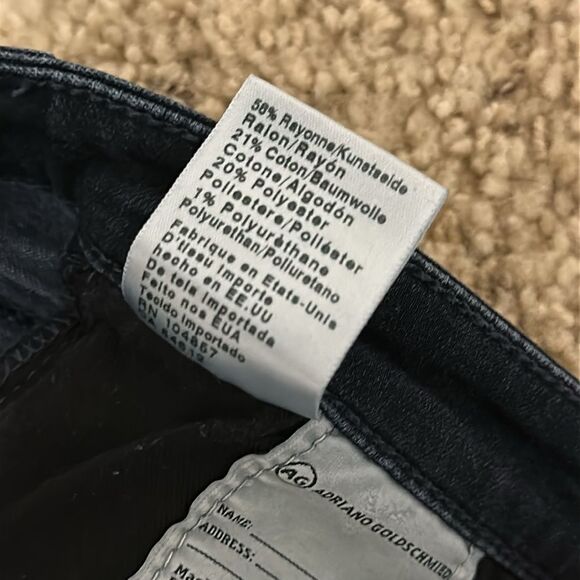 58% Rayonne/Kunstseide
Raion/Rayón
21% Coton/Baumwolle
Cotone/Algodón
20% Polyester
Poliestere/Poliéster
1% Polyuréthane
Polyurethan/Poliuretano
Fabrique en Etats-Unis
D'tissu importe
hecho en EE.UU
De tela importada
Feito nos EUA
Tecido importado
RN 104867
CA
AG ADRIANO GOLDSCHMIED
NAME:
ADDRESS: